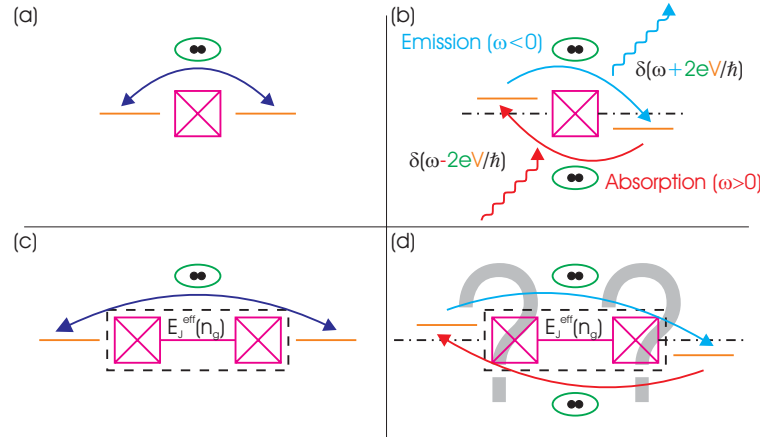 (a)
(b)
Emission (ω<0)
δ(ω+2eV/ħ)
δ(ω-2eV/ħ)
Absorption (ω>0)
(c)
E_J^eff(n_g)
(d)
? ?
E_J^eff(n_g)